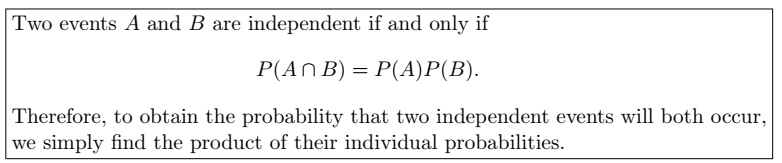 Two events A and B are independent if and only if
P(A ∩ B) = P(A)P(B).
Therefore, to obtain the probability that two independent events will both occur,
we simply find the product of their individual probabilities.